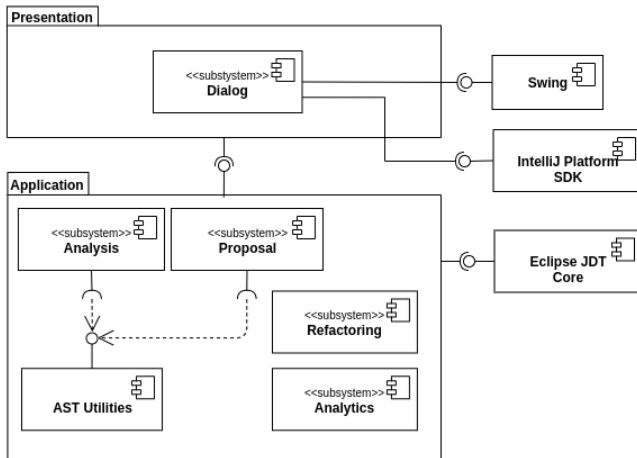 Presentation
<<substystem>>
Dialog
Swing
IntelliJ Platform
SDK
Application
<<subsystem>>
Analysis
<<subsystem>>
Proposal
Eclipse JDT
Core
<<subsystem>>
Refactoring
AST Utilities
<<subsystem>>
Analytics